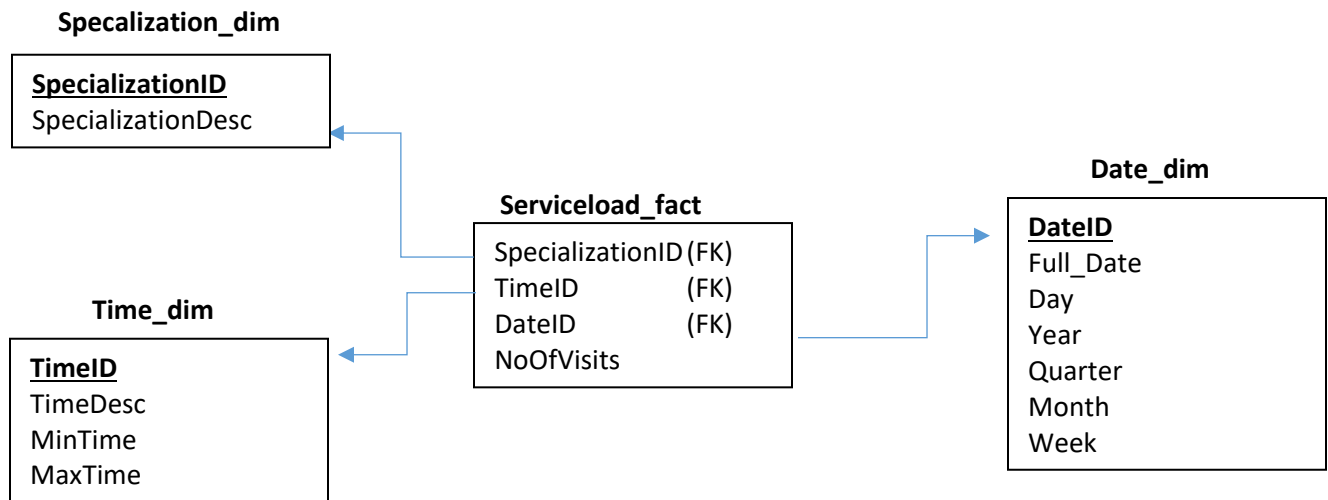 Specalization_dim
SpecializationID
SpecializationDesc
Serviceload_fact
SpecializationID (FK)
TimeID (FK)
DateID (FK)
NoOfVisits
Date_dim
DateID
Full_Date
Day
Year
Quarter
Month
Week
Time_dim
TimeID
TimeDesc
MinTime
MaxTime